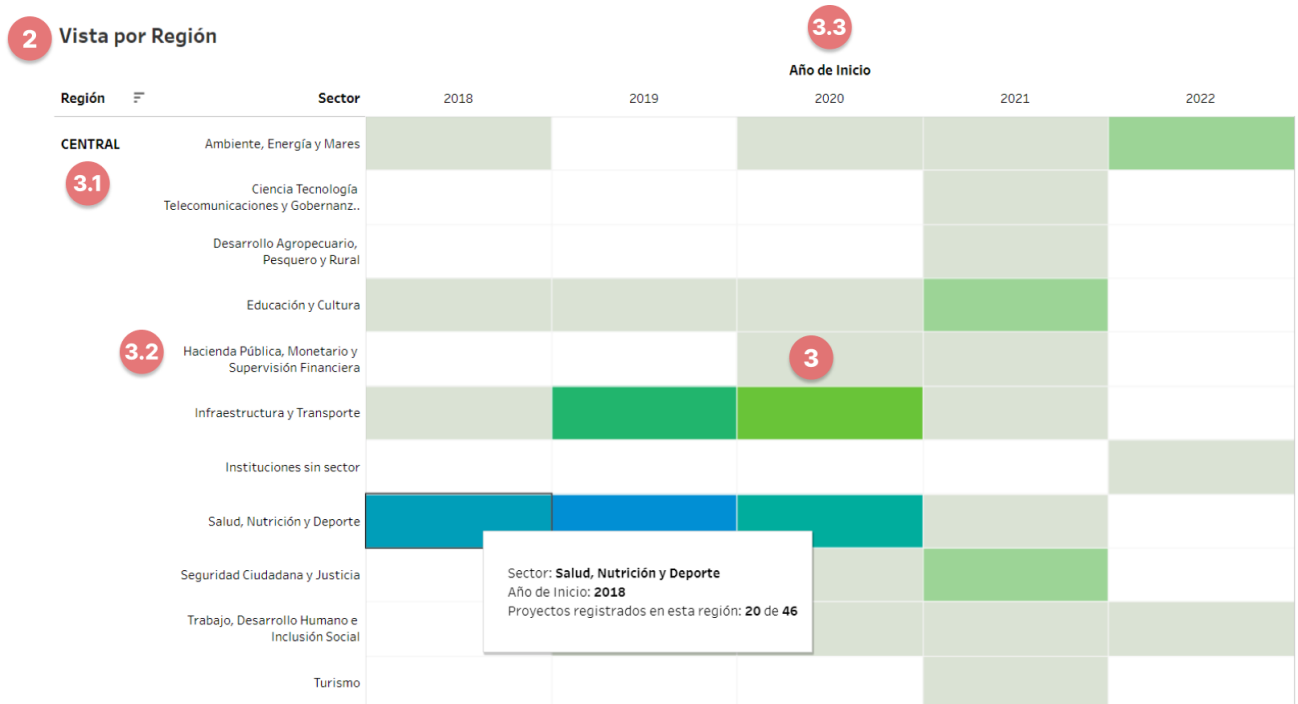 2 Vista por Región
3.3
Año de Inicio
Región Sector 2018 2019 2020 2021 2022
CENTRAL Ambiente, Energía y Mares
3.1
Ciencia Tecnología
Telecomunicaciones y Gobernanz..
Desarrollo Agropecuario,
Pesquero y Rural
Educación y Cultura
3.2
Hacienda Pública, Monetario y
Supervisión Financiera
3
Infraestructura y Transporte
Instituciones sin sector
Salud, Nutrición y Deporte
Seguridad Ciudadana y Justicia
Sector: Salud, Nutrición y Deporte
Año de Inicio: 2018
Proyectos registrados en esta región: 20 de 46
Trabajo, Desarrollo Humano e
Inclusión Social
Turismo